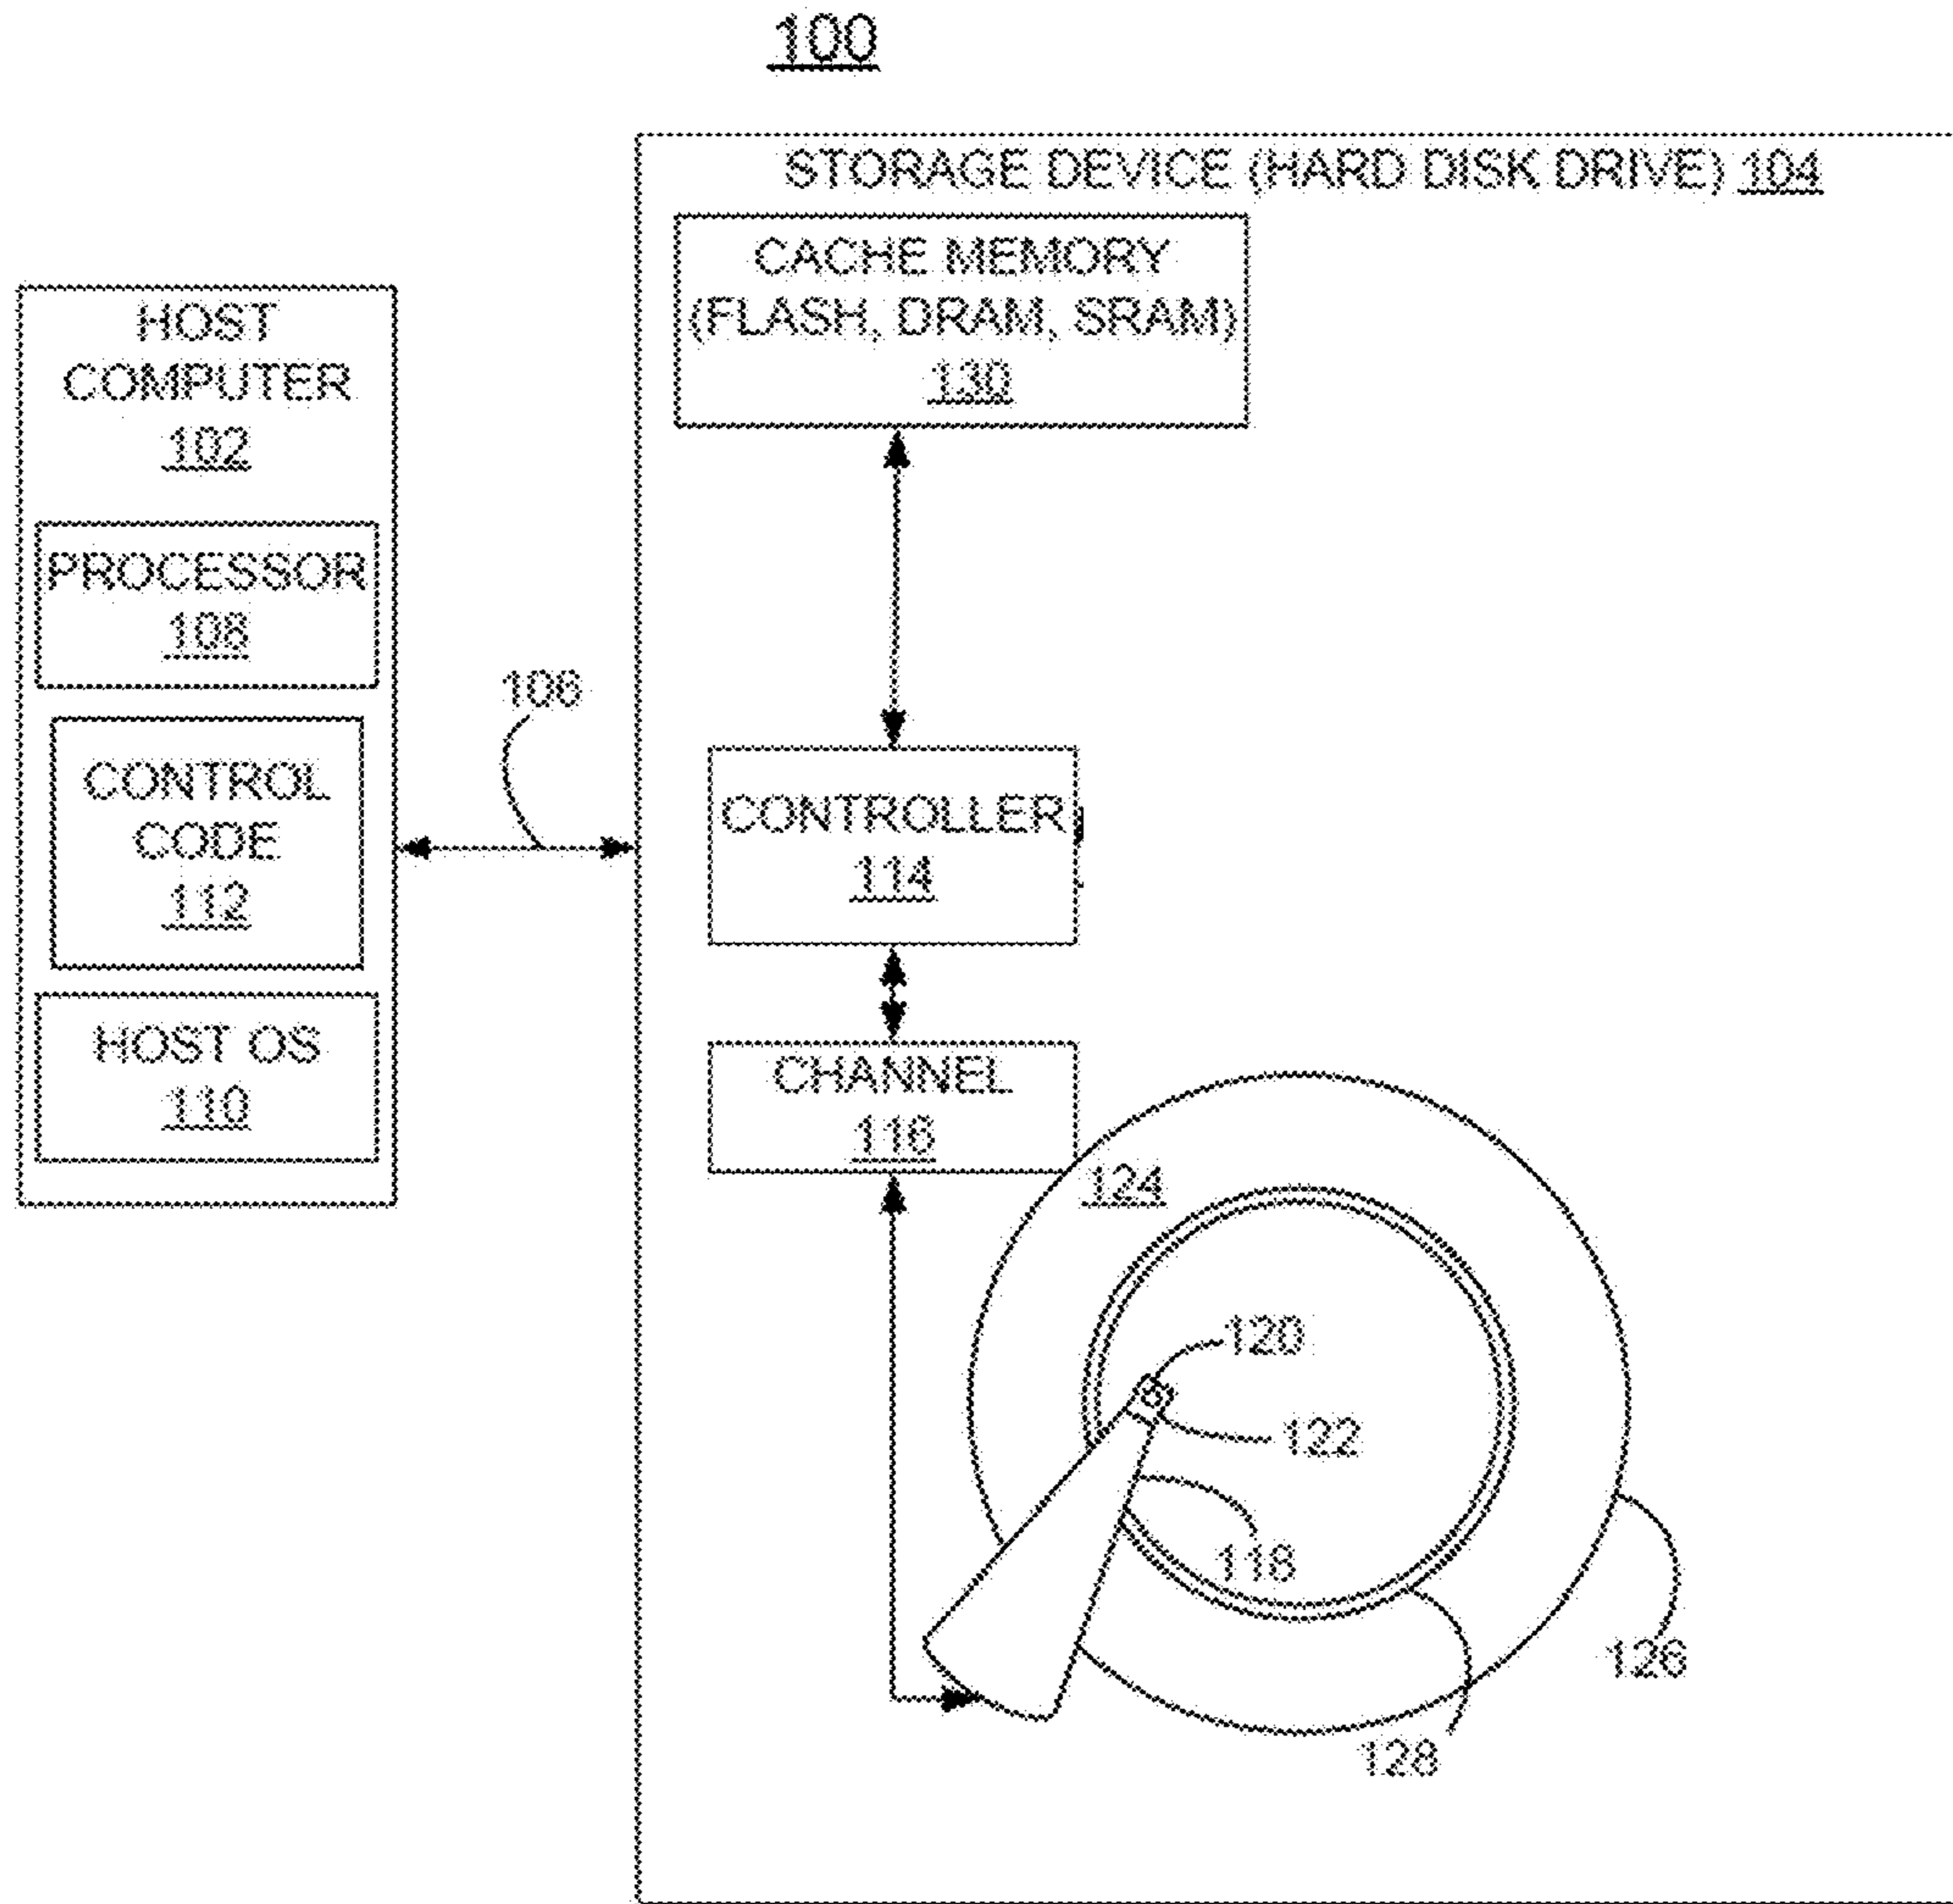 100
STORAGE DEVICE (HARD DISK DRIVE) 104
CACHE MEMORY
(FLASH, DRAM, SRAM)
130
HOST
COMPUTER
102
PROCESSOR
108
CONTROL
CODE
112
HOST OS
110
106
CONTROLLER
114
CHANNEL
116
124
120
122
118
126
128